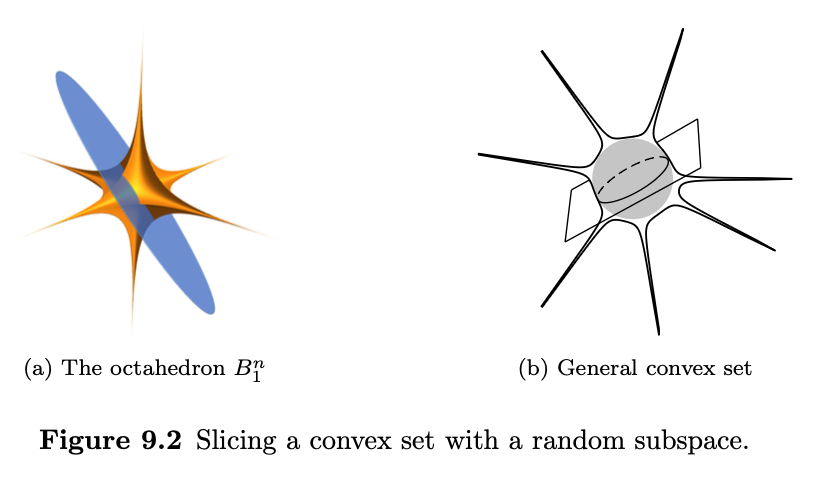 (a) The octahedron $B_1^n$
(b) General convex set
Figure 9.2 Slicing a convex set with a random subspace.